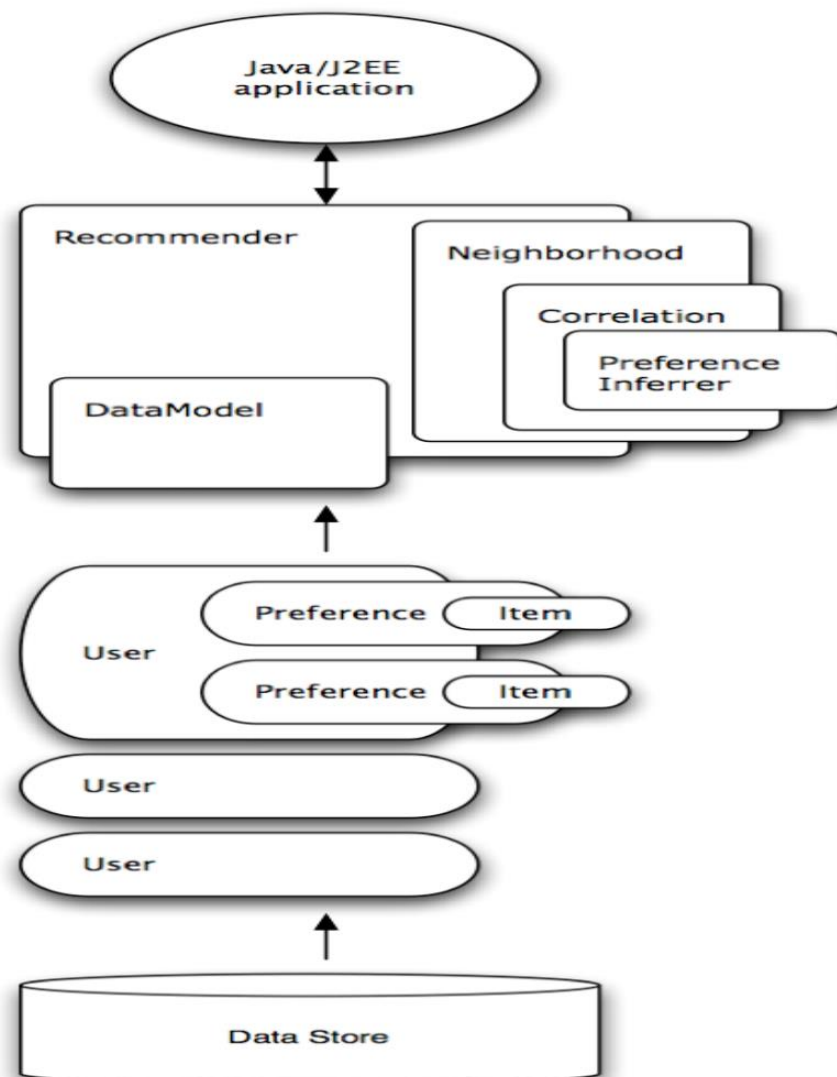 Java/J2EE
application
Recommender
Neighborhood
Correlation
Preference
Inferrer
DataModel
Preference
Item
User
Preference
Item
User
User
Data Store